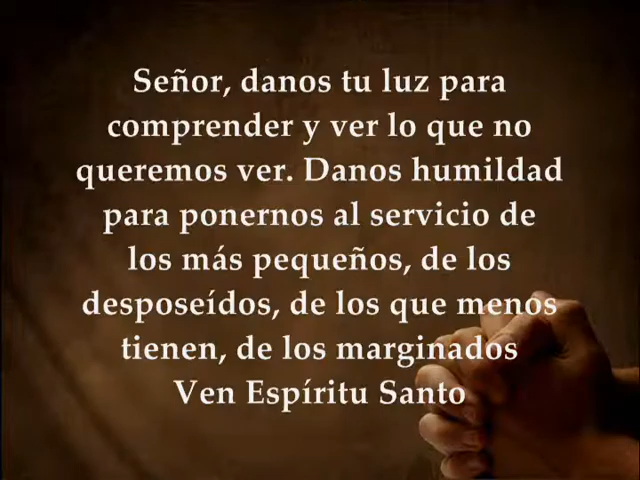 Señor, danos tu luz para
comprender y ver lo que no
queremos ver. Danos humildad
para ponernos al servicio de
los más pequeños, de los
desposeídos, de los que menos
tienen, de los marginados
Ven Espíritu Santo